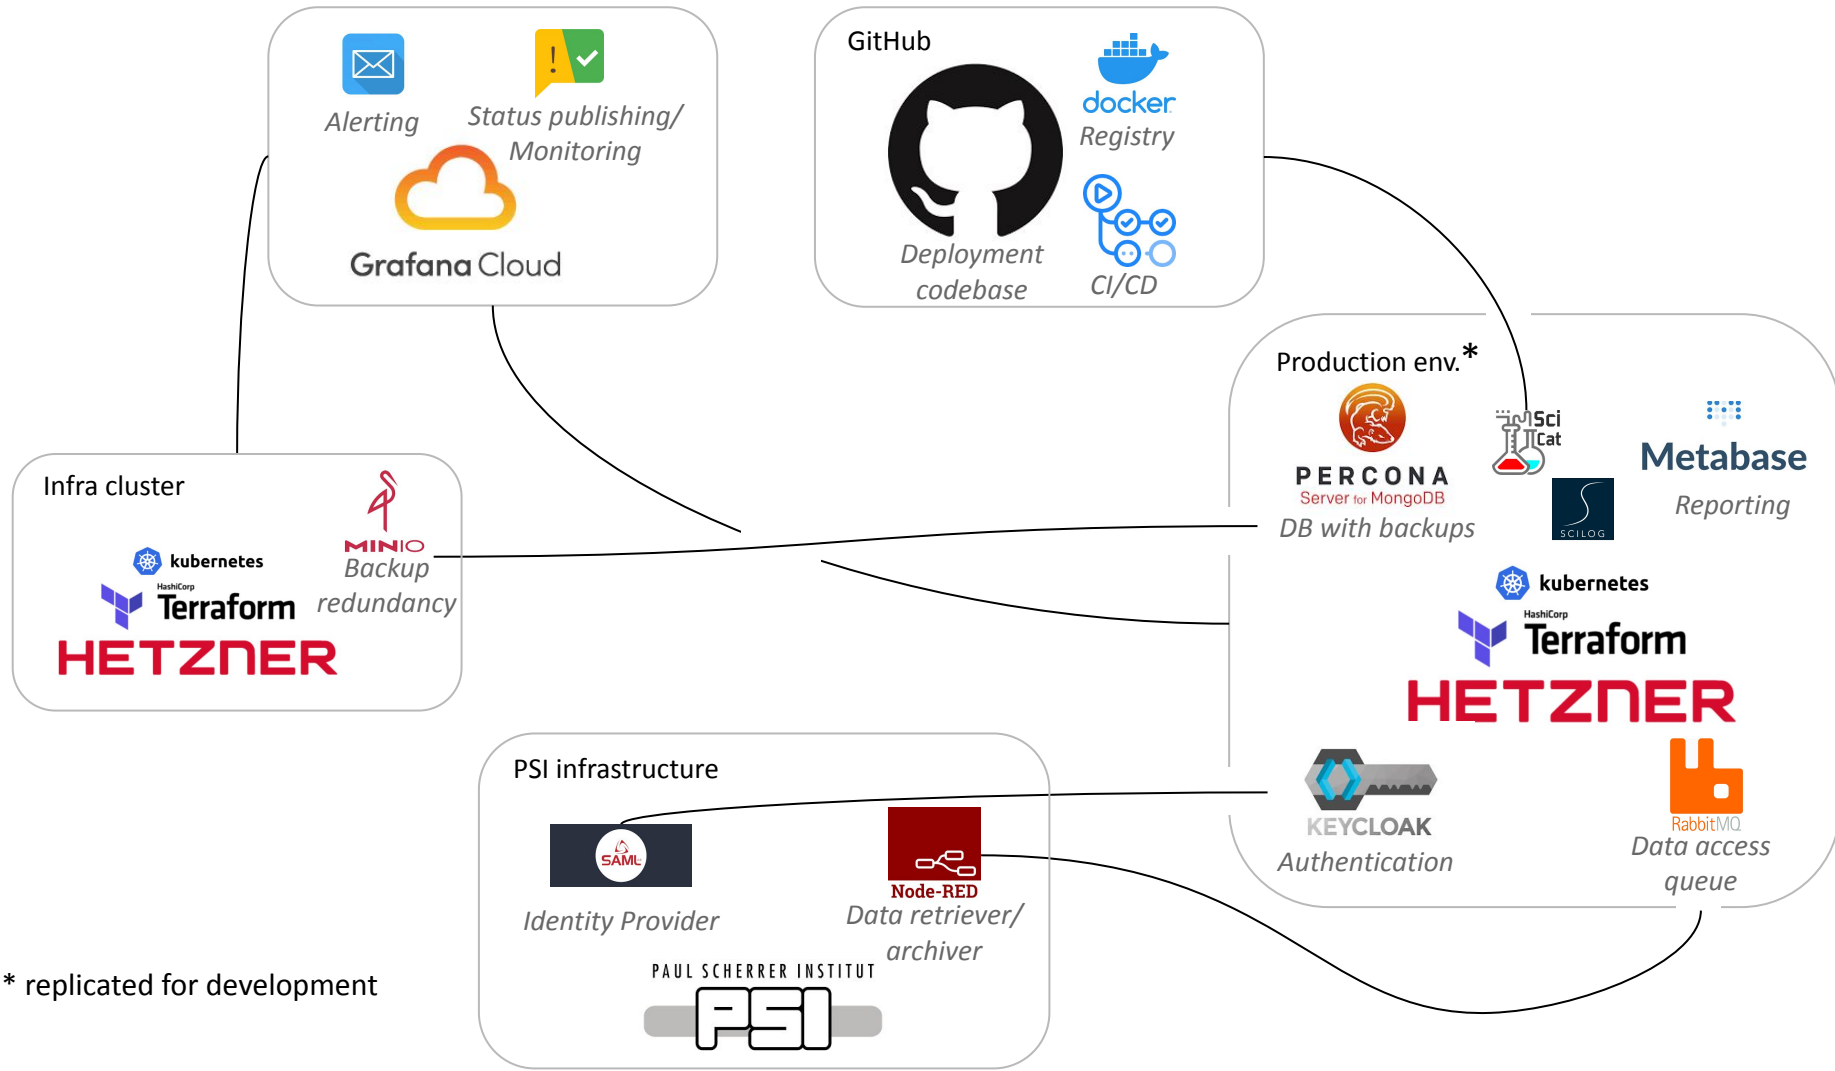 Alerting
Status publishing/
Monitoring
Grafana Cloud
GitHub
docker
Registry
Deployment
codebase
CI/CD
Infra cluster
MINIO
Backup
redundancy
kubernetes
HashiCorp
Terraform
HETZNER
Production env.*
PERCONA
Server for MongoDB
DB with backups
Sci
Cat
SCILOG
Metabase
Reporting
kubernetes
HashiCorp
Terraform
HETZNER
KEYCLOAK
Authentication
RabbitMQ
Data access
queue
PSI infrastructure
SAML
Identity Provider
Node-RED
Data retriever/
archiver
PAUL SCHERRER INSTITUT
PSI
* replicated for development